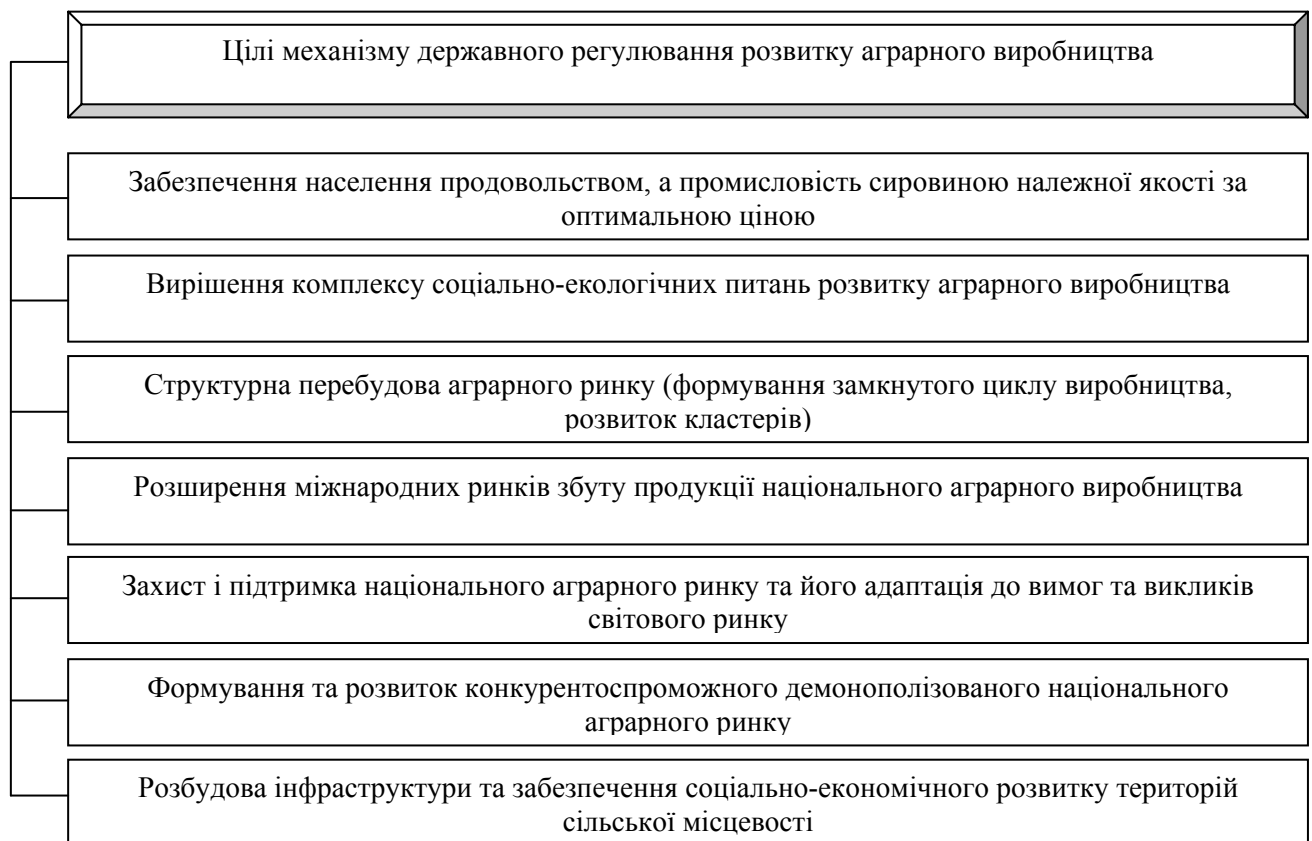 Цілі механізму державного регулювання розвитку аграрного виробництва
Забезпечення населення продовольством, а промисловість сировиною належної якості за
оптимальною ціною
Вирішення комплексу соціально-екологічних питань розвитку аграрного виробництва
Структурна перебудова аграрного ринку (формування замкнутого циклу виробництва,
розвиток кластерів)
Розширення міжнародних ринків збуту продукції національного аграрного виробництва
Захист і підтримка національного аграрного ринку та його адаптація до вимог та викликів
світового ринку
Формування та розвиток конкурентоспроможного демонополізованого національного
аграрного ринку
Розбудова інфраструктури та забезпечення соціально-економічного розвитку територій
сільської місцевості